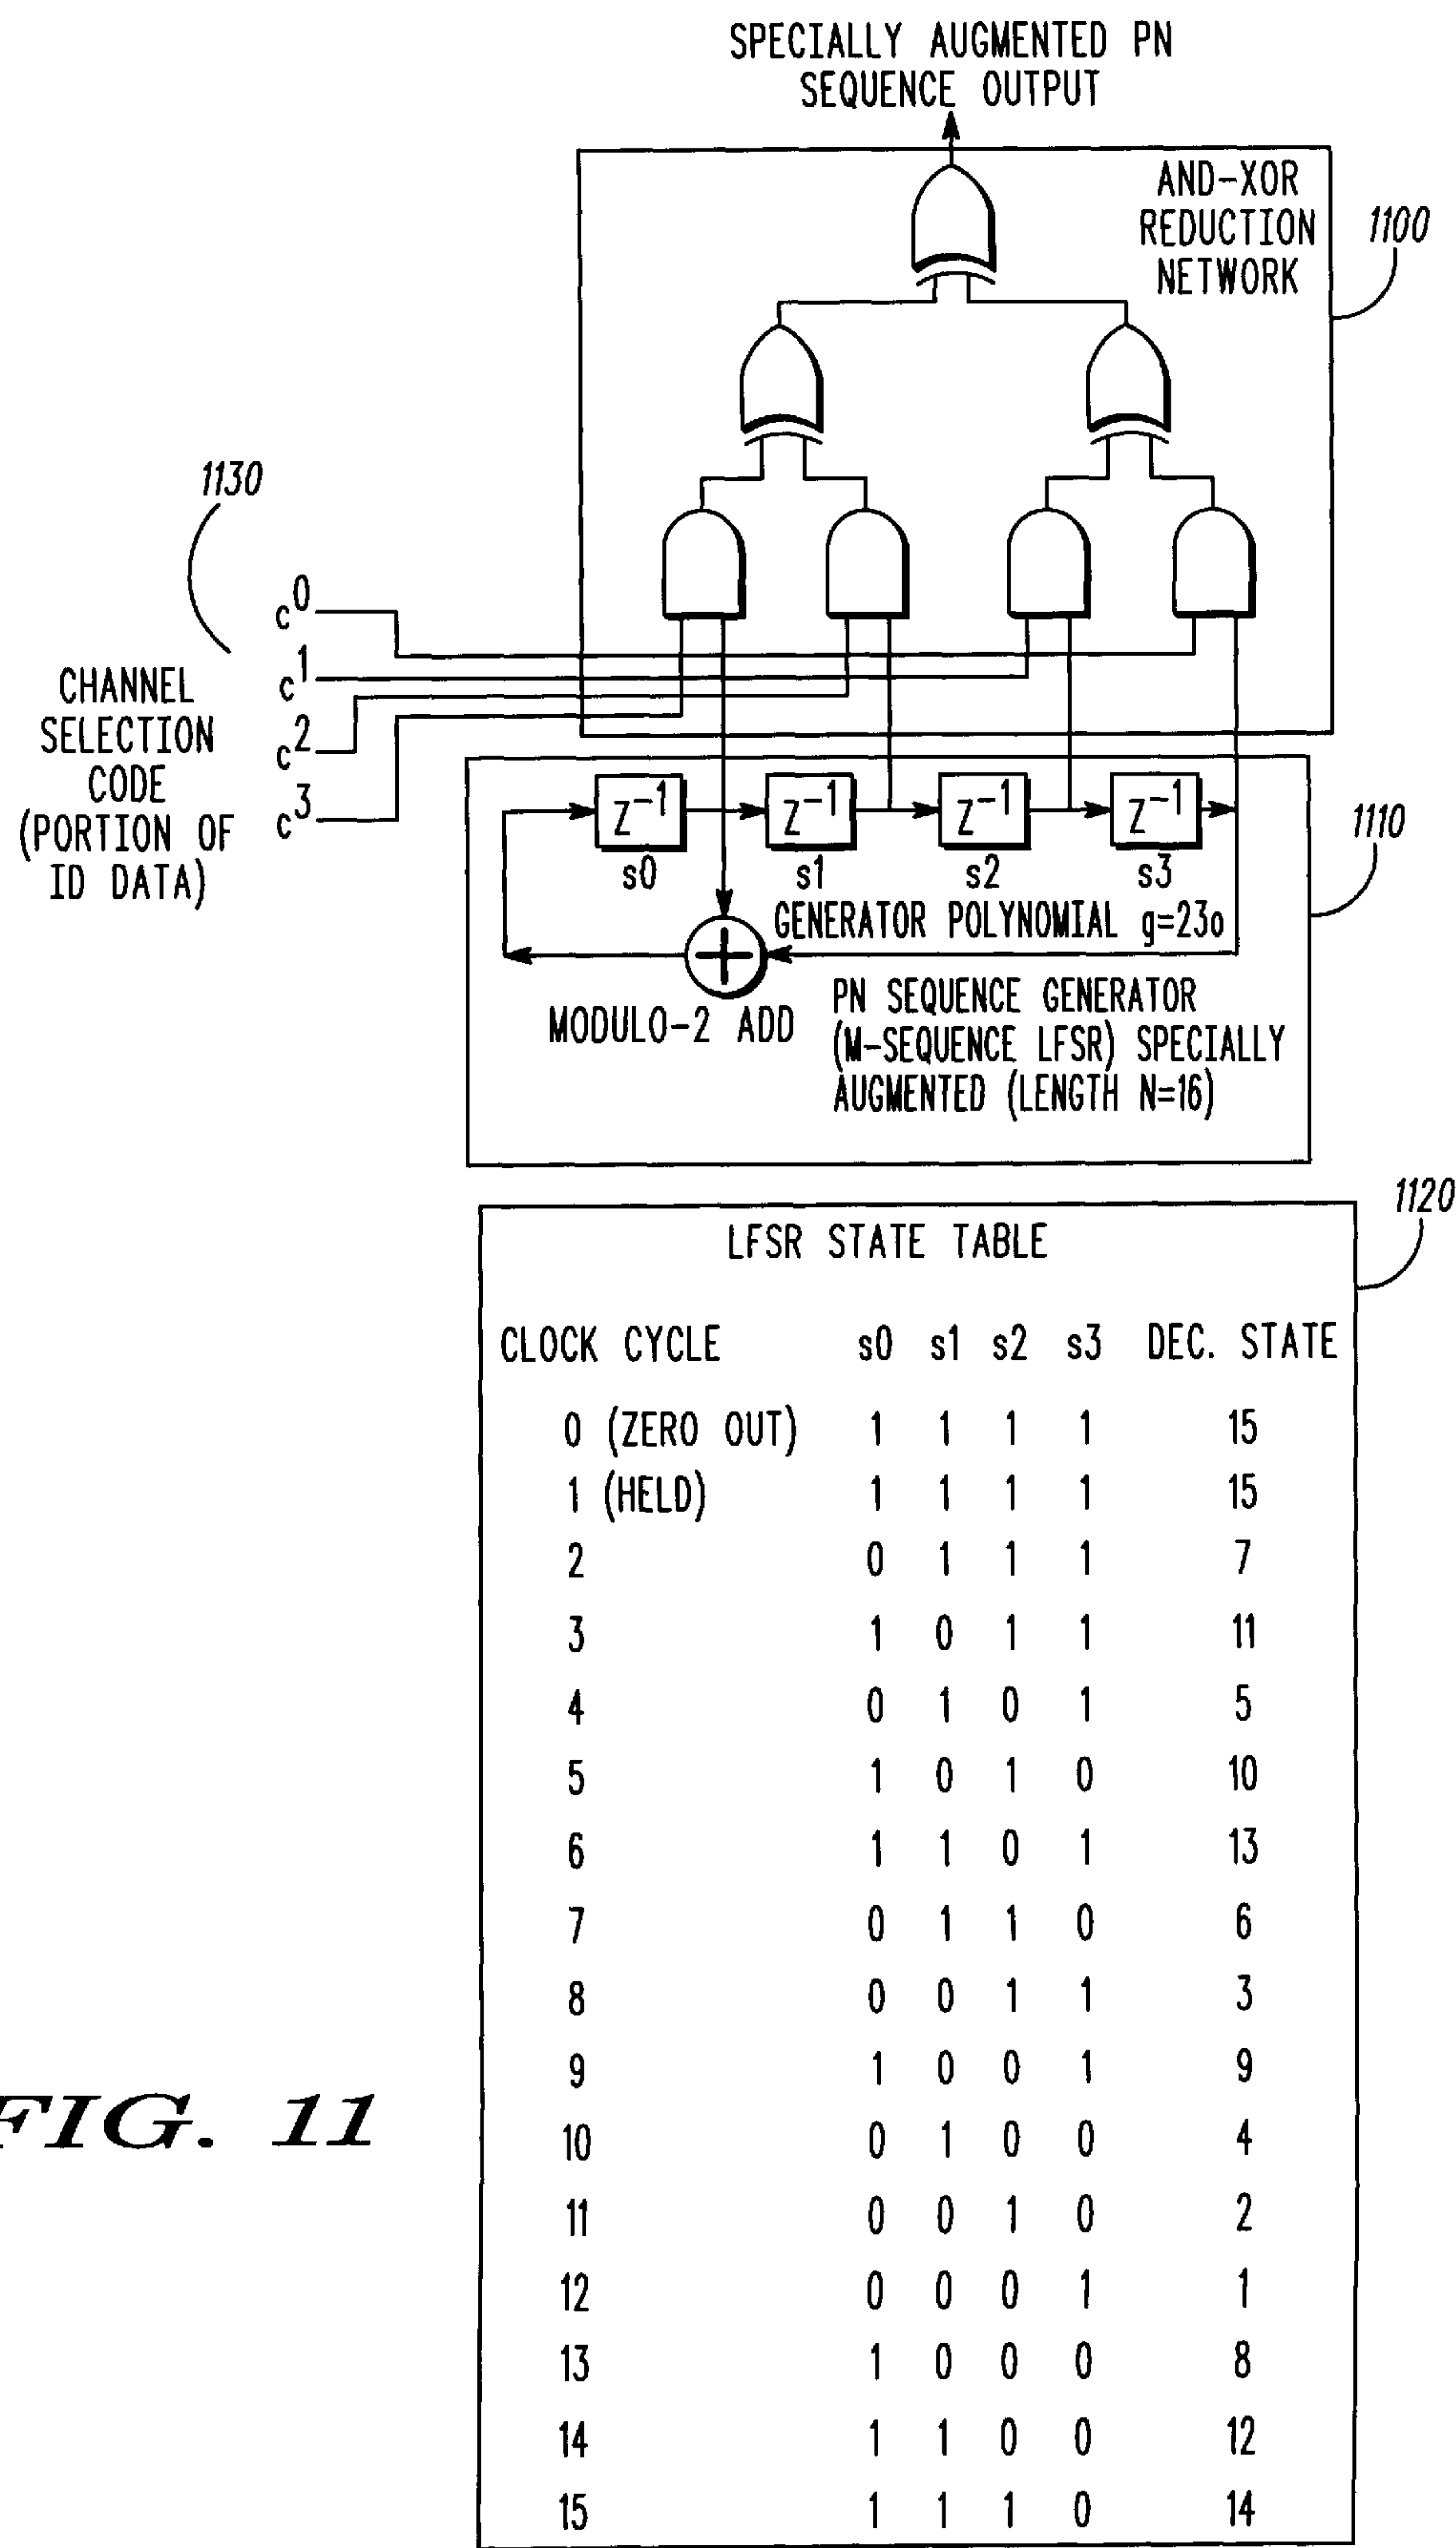 SPECIALLY AUGMENTED PN
SEQUENCE OUTPUT
AND-XOR
REDUCTION
NETWORK
1100
1130
c0
c1
c2
c3
CHANNEL
SELECTION
CODE
(PORTION OF
ID DATA)
z-1
z-1
z-1
z-1
s0
s1
s2
s3
1110
GENERATOR POLYNOMIAL g=23o
MODULO-2 ADD
PN SEQUENCE GENERATOR
(M-SEQUENCE LFSR) SPECIALLY
AUGMENTED (LENGTH N=16)
1120
LFSR STATE TABLE
CLOCK CYCLE s0 s1 s2 s3 DEC. STATE
0 (ZERO OUT) 1 1 1 1 15
1 (HELD) 1 1 1 1 15
2 0 1 1 1 7
3 1 0 1 1 11
4 0 1 0 1 5
5 1 0 1 0 10
6 1 1 0 1 13
7 0 1 1 0 6
8 0 0 1 1 3
9 1 0 0 1 9
10 0 1 0 0 4
11 0 0 1 0 2
12 0 0 0 1 1
13 1 0 0 0 8
14 1 1 0 0 12
15 1 1 1 0 14
FIG. 11